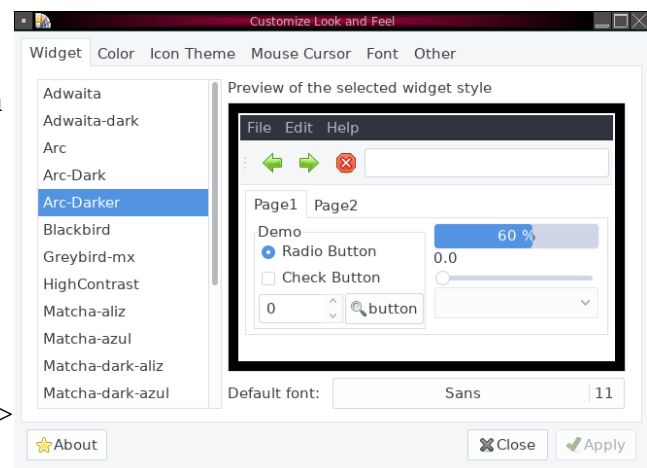 Customize Look and Feel
Widget Color Icon Theme Mouse Cursor Font Other
Adwaita
Adwaita-dark
Arc
Arc-Dark
Arc-Darker
Blackbird
Greybird-mx
HighContrast
Matcha-aliz
Matcha-azul
Matcha-dark-aliz
Matcha-dark-azul
Preview of the selected widget style
File Edit Help
Page1 Page2
Demo
Radio Button
Check Button
0 button
60 %
0.0
Default font: Sans 11
>
About Close Apply